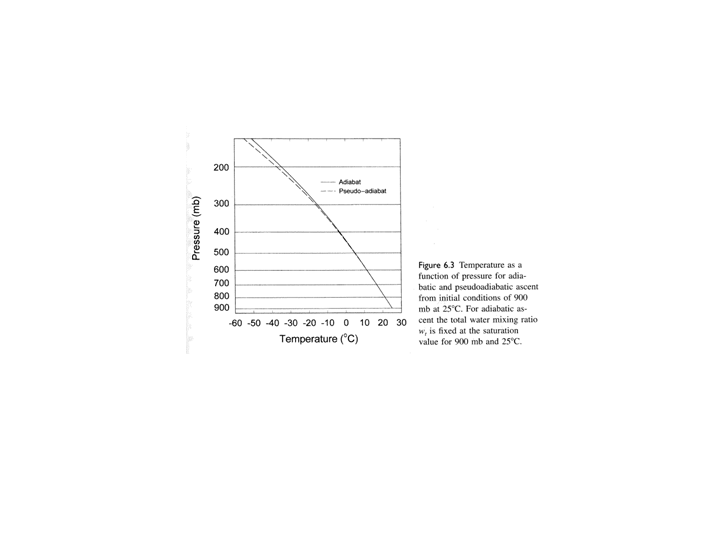 200
300
400
500
600
700
800
900
Pressure (mb)
Adiabat
Pseudo-adiabat
-60 -50 -40 -30 -20 -10 0 10 20 30
Temperature (°C)
Figure 6.3 Temperature as a
function of pressure for adia-
batic and pseudoadiabatic ascent
from initial conditions of 900
mb at 25°C. For adiabatic as-
cent the total water mixing ratio
wt is fixed at the saturation
value for 900 mb and 25°C.